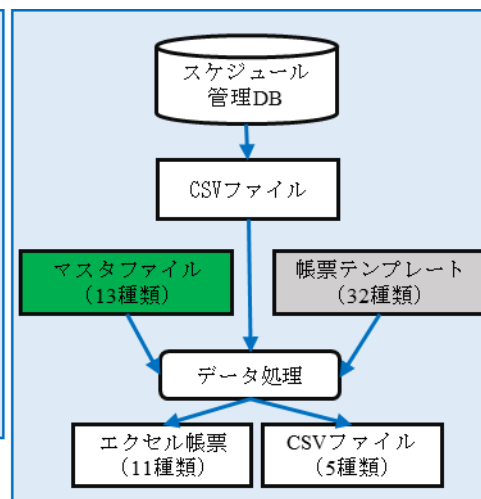 スケジュール
管理DB
CSVファイル
マスタファイル
(13種類)
帳票テンプレート
(32種類)
データ処理
エクセル帳票
(11種類)
CSVファイル
(5種類)